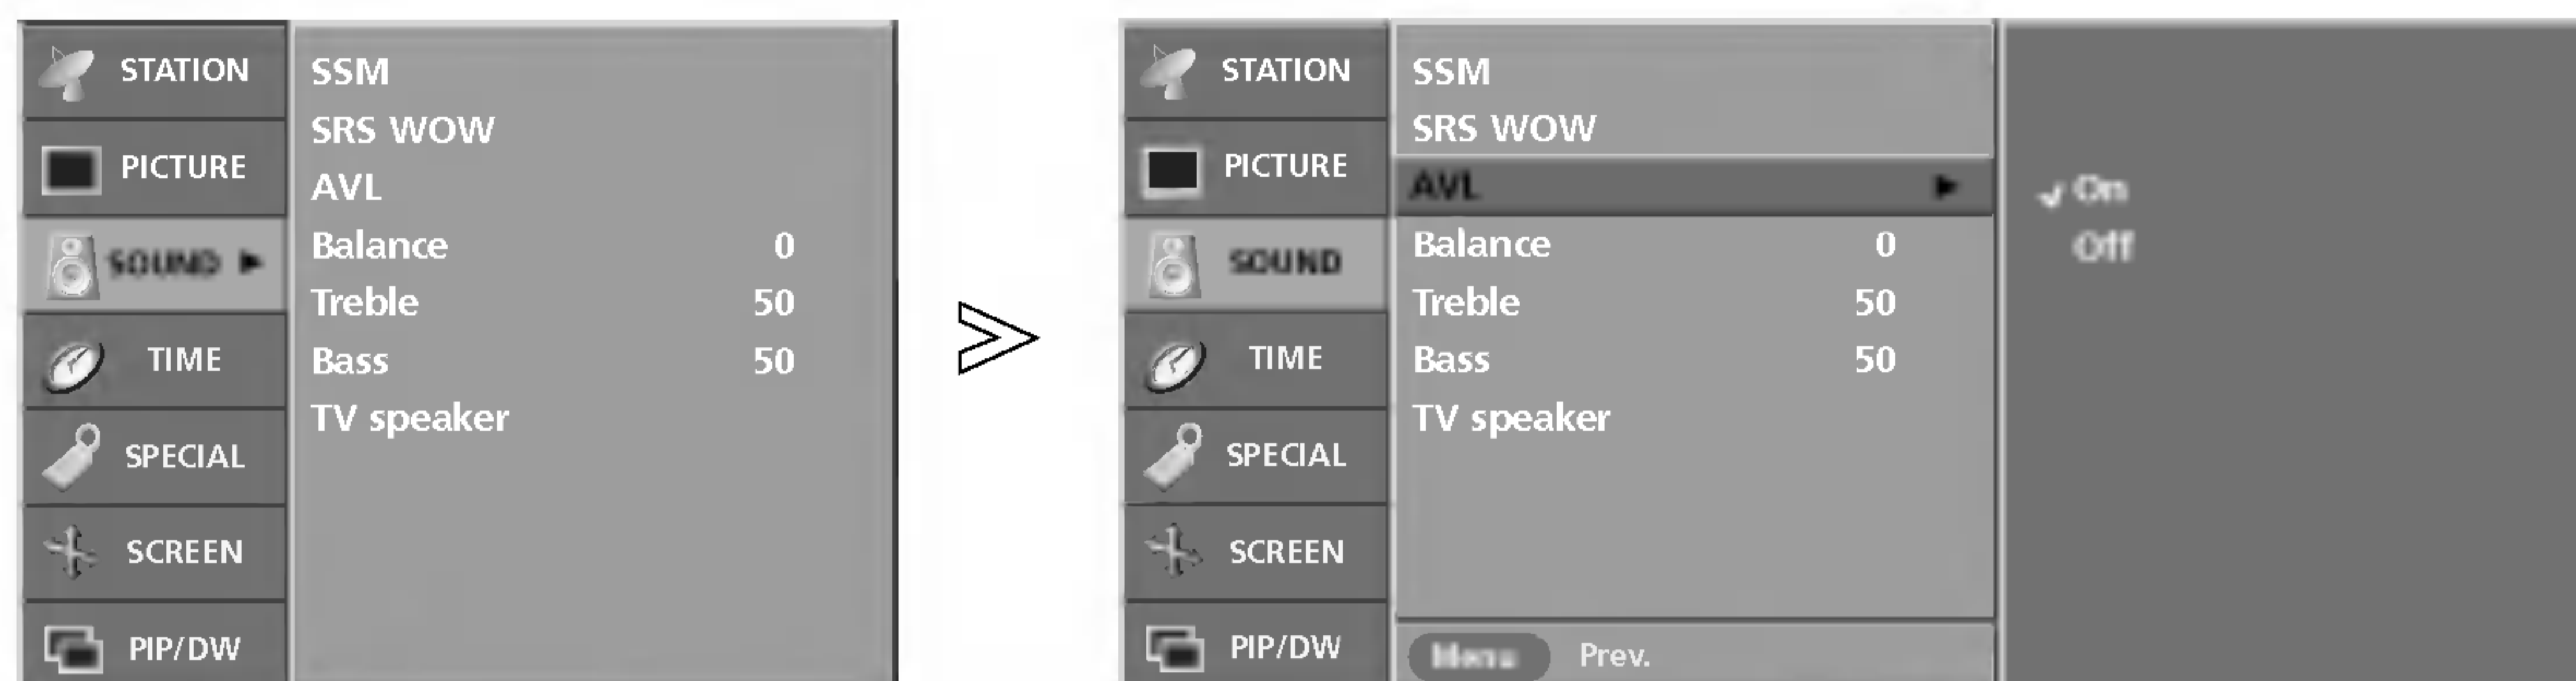 STATION
PICTURE
SOUND ►
TIME
SPECIAL
SCREEN
PIP/DW
SSM
SRS WOW
AVL
Balance 0
Treble 50
Bass 50
TV speaker
STATION
PICTURE
SOUND
TIME
SPECIAL
SCREEN
PIP/DW
SSM
SRS WOW
AVL ►
Balance 0
Treble 50
Bass 50
TV speaker
Menu Prev.
✓ On
Off